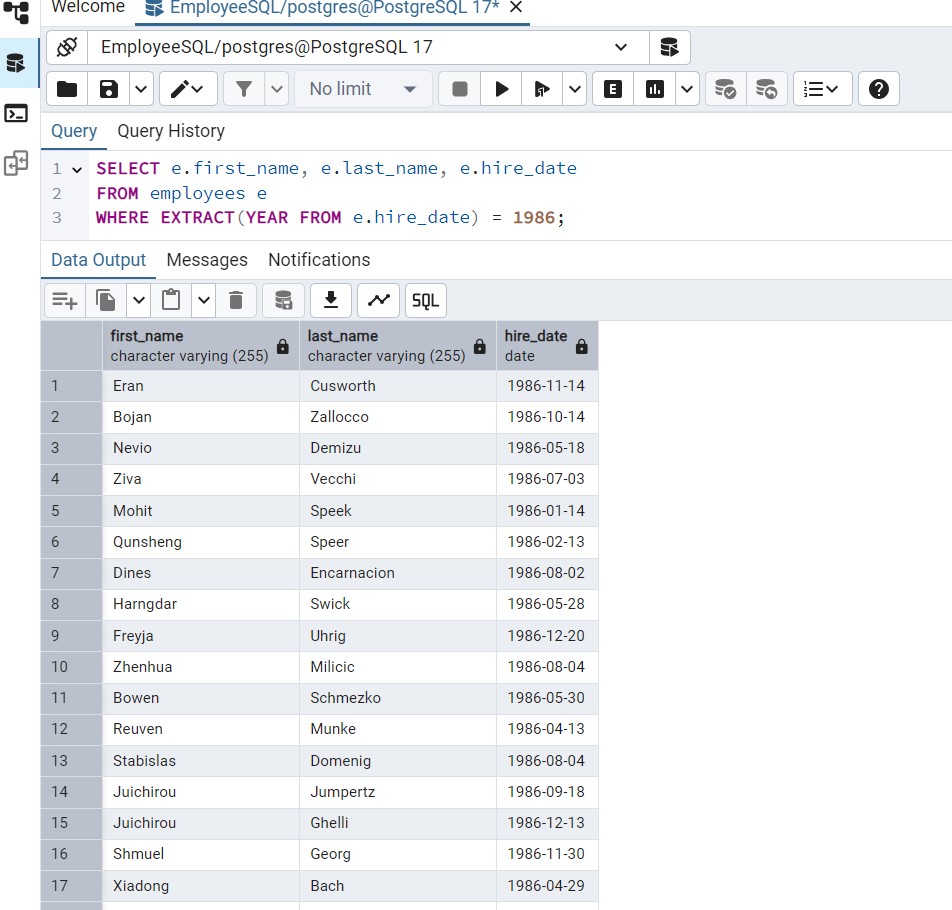 Welcome
EmployeeSQL/postgres@PostgreSQL 17*
EmployeeSQL/postgres@PostgreSQL 17
No limit
E
Query Query History
1 SELECT e.first_name, e.last_name, e.hire_date
2 FROM employees e
3 WHERE EXTRACT(YEAR FROM e.hire_date) = 1986;
Data Output Messages Notifications
SQL
first_name last_name hire_date
character varying (255) character varying (255) date
1 Eran Cusworth 1986-11-14
2 Bojan Zallocco 1986-10-14
3 Nevio Demizu 1986-05-18
4 Ziva Vecchi 1986-07-03
5 Mohit Speek 1986-01-14
6 Qunsheng Speer 1986-02-13
7 Dines Encarnacion 1986-08-02
8 Harngdar Swick 1986-05-28
9 Freyja Uhrig 1986-12-20
10 Zhenhua Milicic 1986-08-04
11 Bowen Schmezko 1986-05-30
12 Reuven Munke 1986-04-13
13 Stabislas Domenig 1986-08-04
14 Juichirou Jumpertz 1986-09-18
15 Juichirou Ghelli 1986-12-13
16 Shmuel Georg 1986-11-30
17 Xiadong Bach 1986-04-29